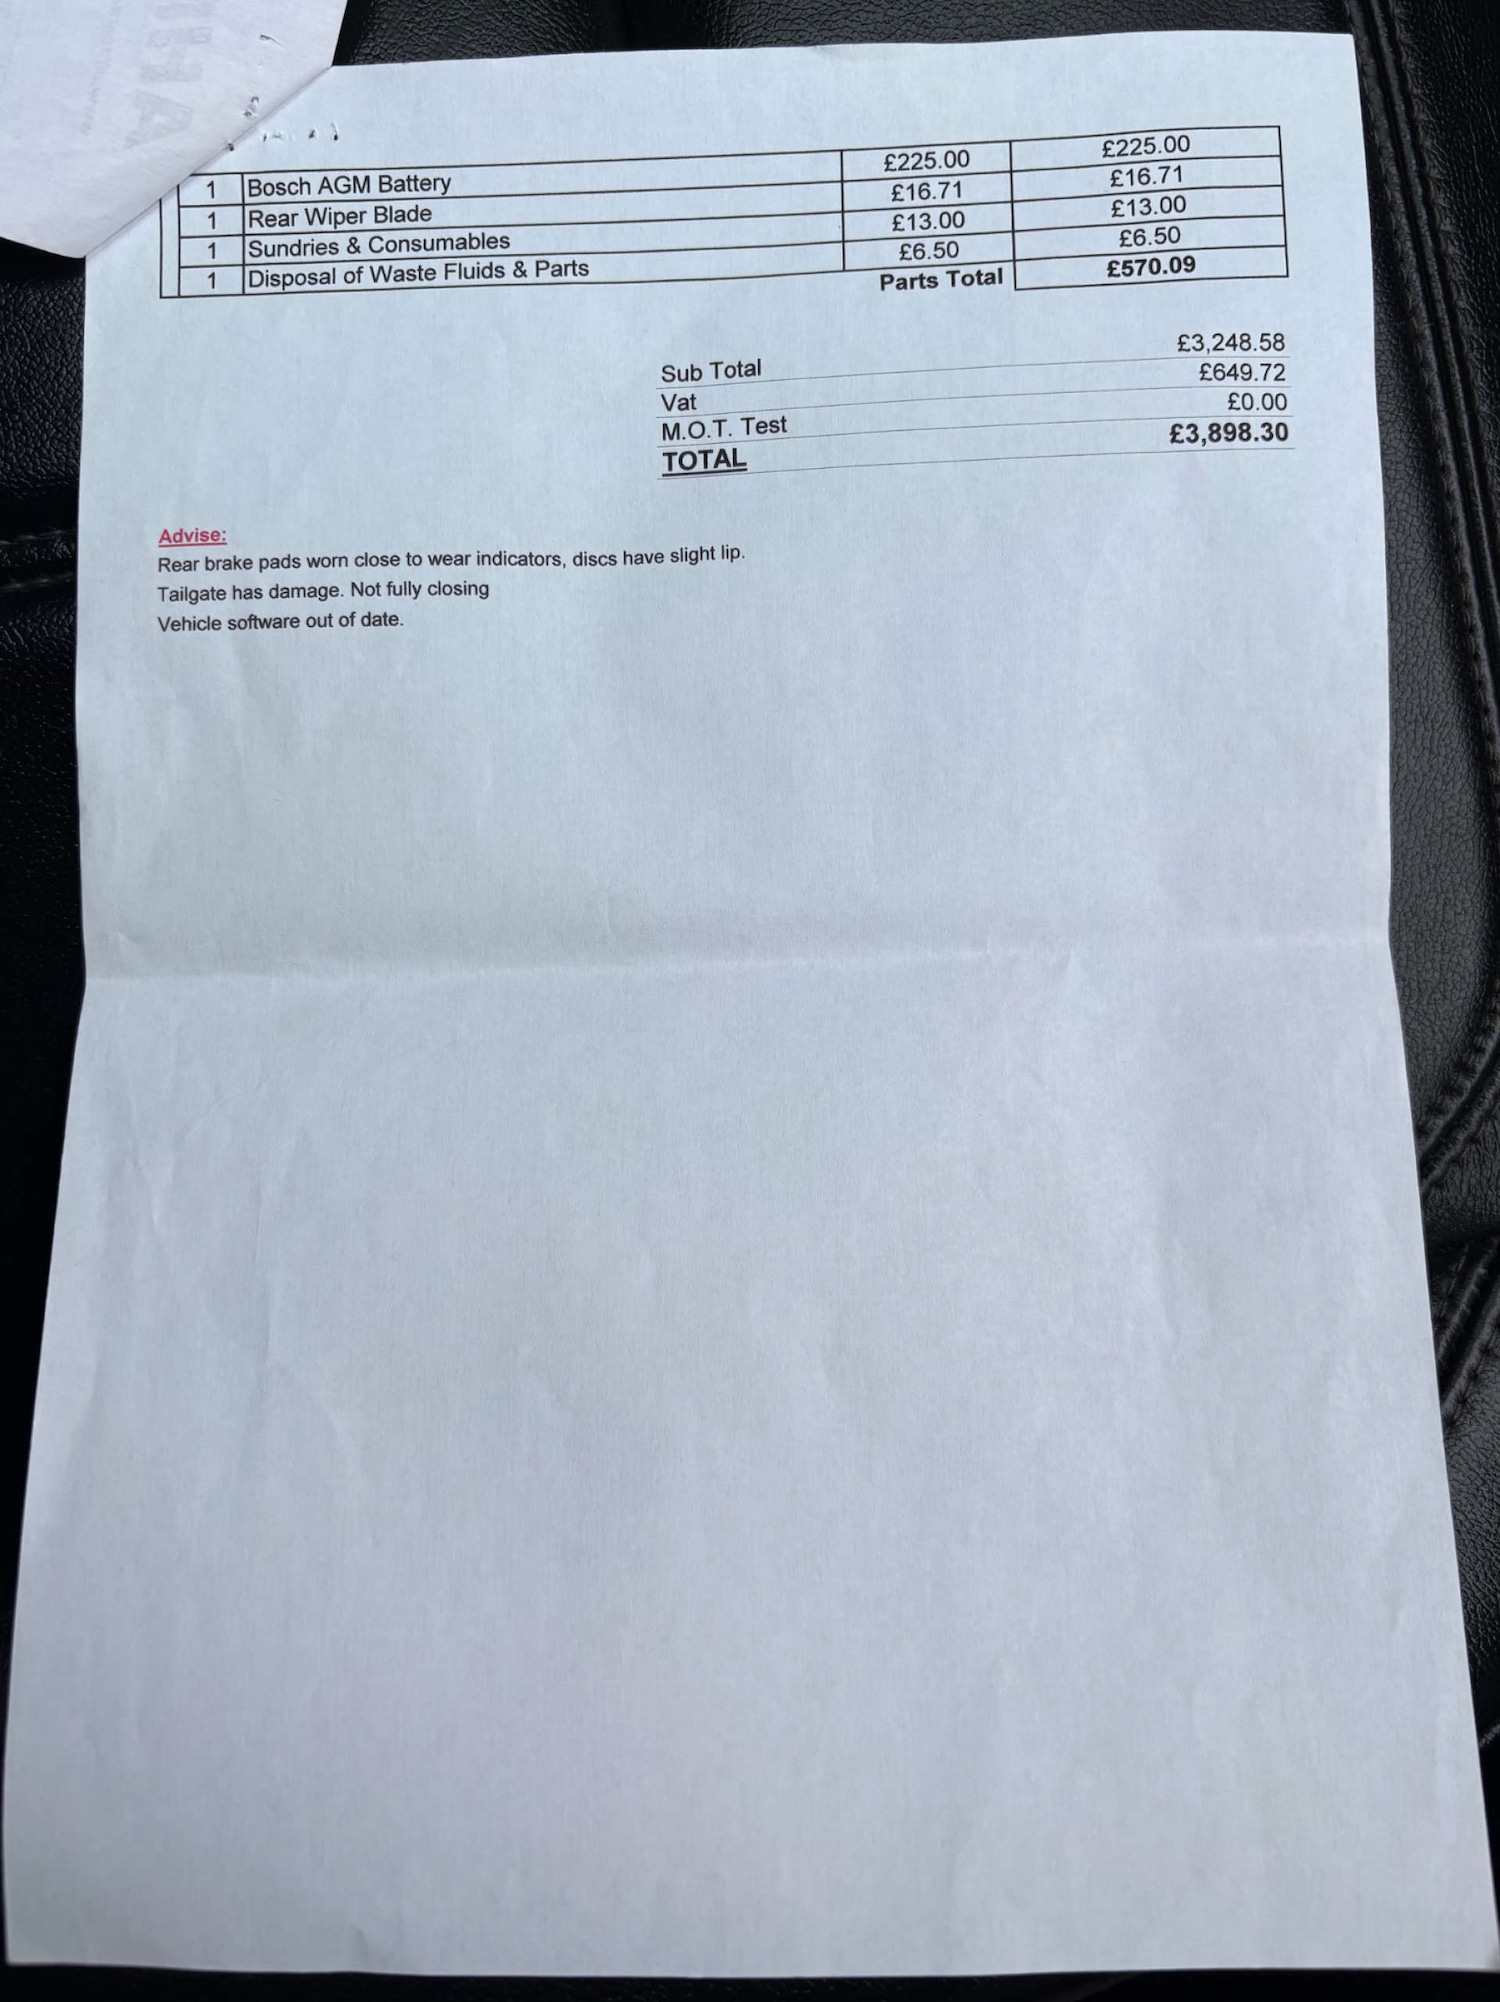 1 Bosch AGM Battery £225.00 £225.00
1 Rear Wiper Blade £16.71 £16.71
1 Sundries & Consumables £13.00 £13.00
1 Disposal of Waste Fluids & Parts £6.50 £6.50
Parts Total £570.09
Sub Total £3,248.58
Vat £649.72
M.O.T. Test £0.00
TOTAL £3,898.30
Advise:
Rear brake pads worn close to wear indicators, discs have slight lip.
Tailgate has damage. Not fully closing
Vehicle software out of date.